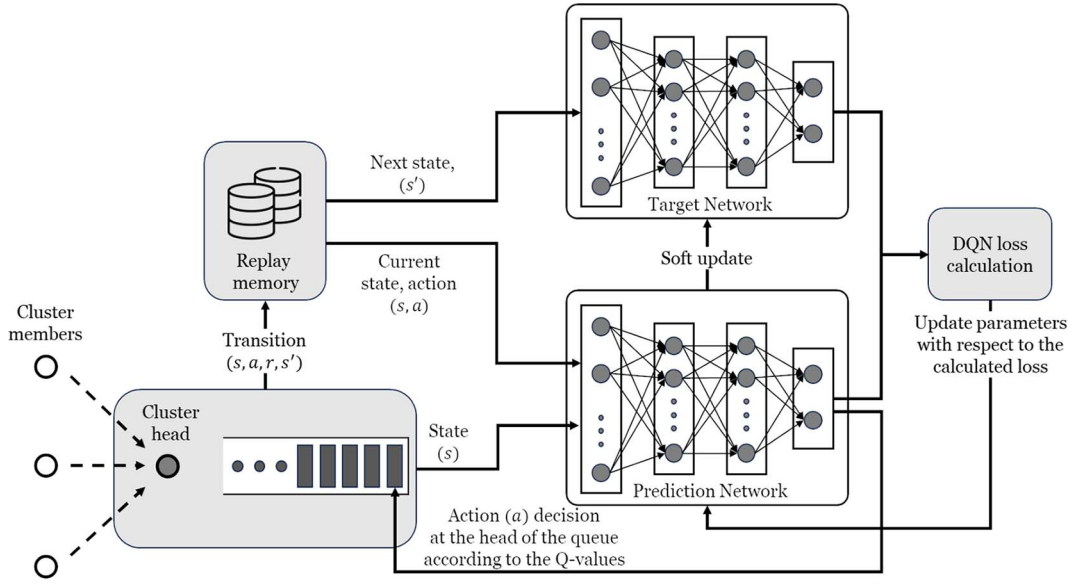 Target Network
Next state,
(s′)
Replay
memory
Current
state, action
(s, a)
Soft update
DQN loss
calculation
Update parameters
with respect to the
calculated loss
Cluster
members
Transition
(s, a, r, s′)
Cluster
head
State
(s)
Prediction Network
Action (a) decision
at the head of the queue
according to the Q-values